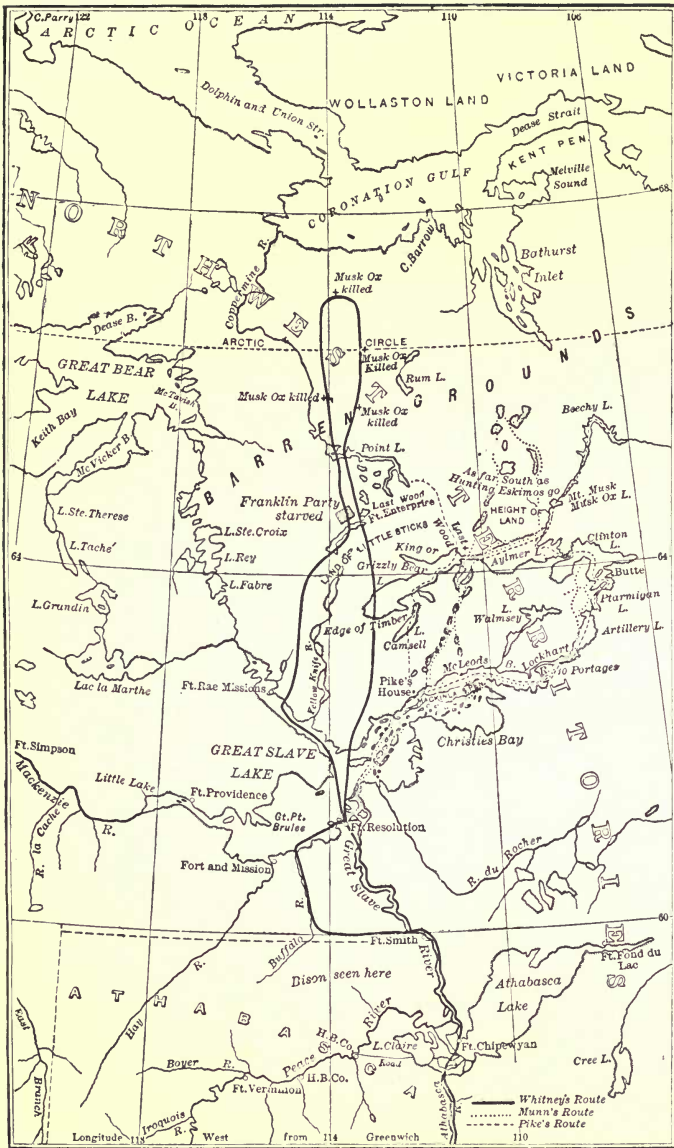 C. Parry 122
118
114
110
106
ARCTIC OCEAN
VICTORIA LAND
WOLLASTON LAND
Dolphin and Union Str.
Dease Strait
KENT PEN.
Melville
Sound
68
CORONATION GULF
NORTHWEST TERRITORIES
C. Barrow
Bathurst
Inlet
Coppermine R.
Musk Ox
killed
Dease B.
ARCTIC CIRCLE
Musk Ox
Killed
GREAT BEAR
LAKE
Rum L.
BARREN GROUNDS
McTavish
B.
Musk Ox killed
Musk Ox
killed
Beechy L.
Keith Bay
McVicker B.
Point L.
As far South as
Hunting Eskimos go
Mt. Musk
Musk Ox L.
L. Ste. Therese
Franklin Party
starved
Last Wood
Ft. Enterprise
HEIGHT OF
LAND
L. Ste. Croix
L. Taché
L. Rey
LAND OF LITTLE STICKS
Last
Wood
King or
Grizzly Bear
L.
Aylmer
Clinton
L.
64
64
Butte
L. Fabre
Ptarmigan
L.
L. Grundin
Edge of Timber
L.
Camsell
L.
Walmsey
Artillery L.
Yellow Knife R.
McLeods
B.
Lockhart
R. 10 Portages
Lac la Marthe
Ft. Rae Missions
Pike's
House
Christies Bay
Ft. Simpson
GREAT SLAVE
LAKE
Mackenzie
R.
Little Lake
Ft. Providence
Gt. Pt.
Brulee
Ft. Resolution
R. la Cache
Fort and Mission
Great Slave
River
R. du Rocher
60
Buffalo
R.
Ft. Smith
Ft. Fond du
Lac
Bison seen here
Athabasca
Lake
ATHABASCA
Hay
R.
River
H.B.Co.
L. Claire
Ft. Chipewyan
Road
Cree L.
East
Branch
Boyer R.
Peace
H.B.Co.
Ft. Vermilion
Iroquois
R.
Athabasca
Whitney's Route
Munn's Route
Pike's Route
Longitude 118 West from 114 Greenwich 110